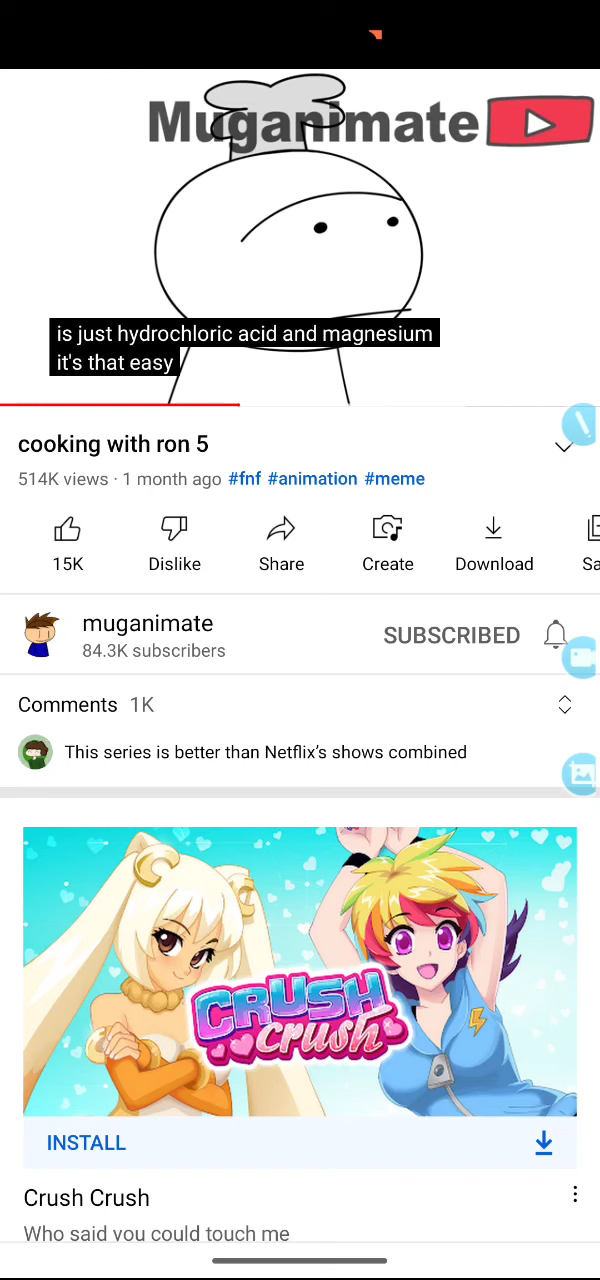 Muganimate
is just hydrochloric acid and magnesium
it's that easy
cooking with ron 5
514K views · 1 month ago #fnf #animation #meme
15K
Dislike
Share
Create
Download
Sa
muganimate
84.3K subscribers
SUBSCRIBED
Comments 1K
This series is better than Netflix's shows combined
CRUSH
crush
INSTALL
Crush Crush
Who said you could touch me